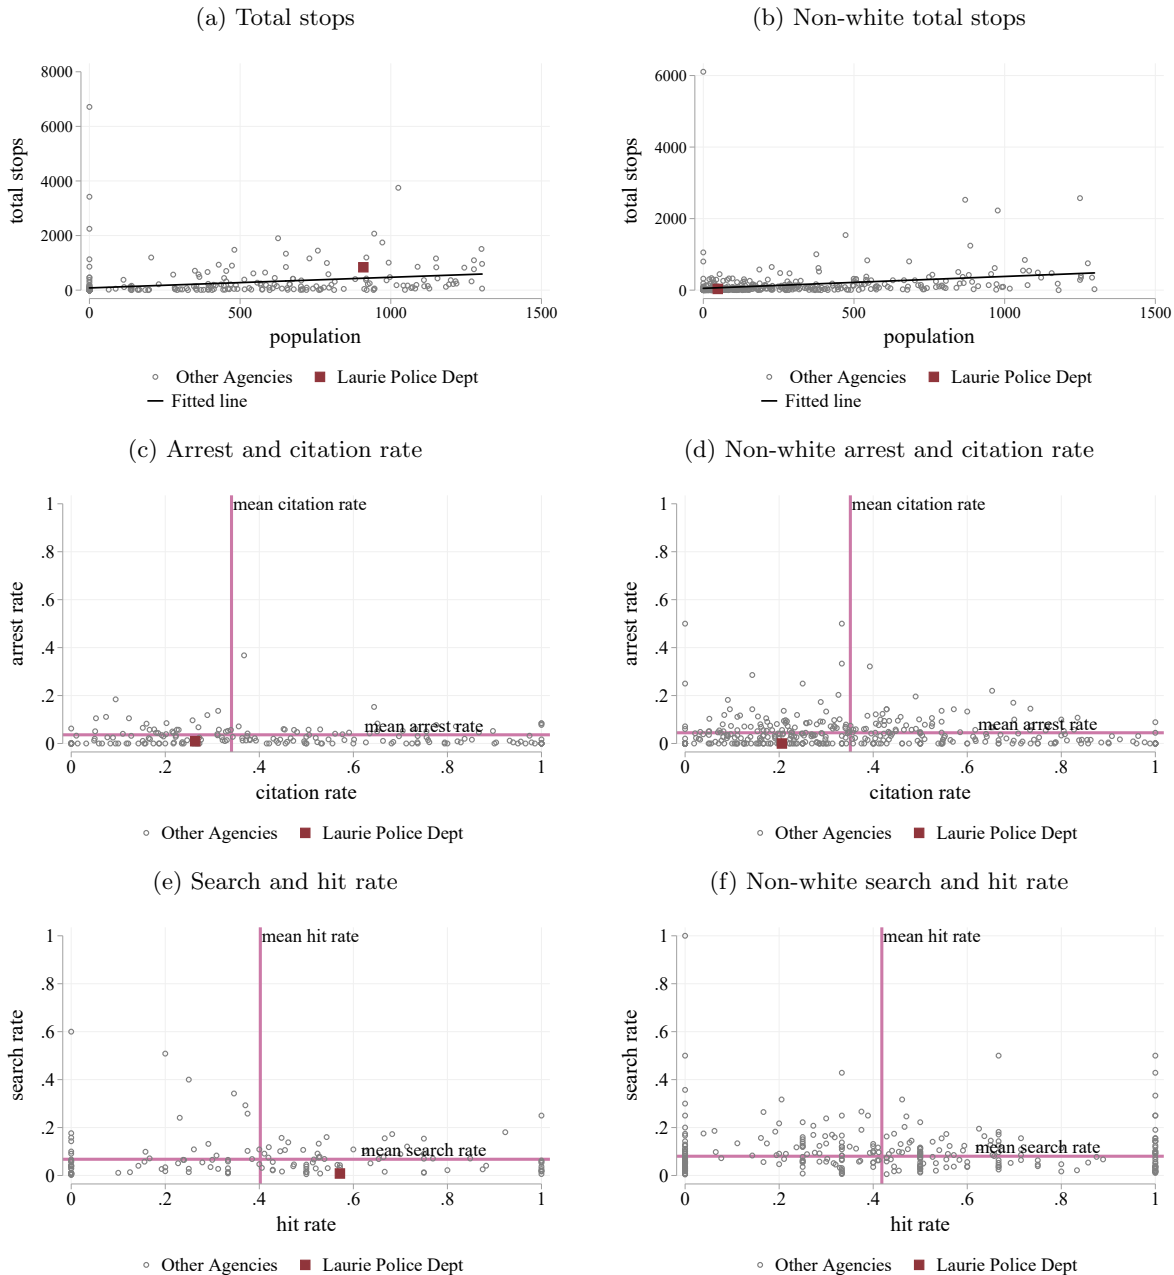 (a) Total stops
(b) Non-white total stops
8000
6000
4000
2000
0
total stops
0
500
1000
1500
population
6000
4000
2000
0
total stops
0
500
1000
1500
population
Other Agencies
Laurie Police Dept
Fitted line
Other Agencies
Laurie Police Dept
Fitted line
(c) Arrest and citation rate
(d) Non-white arrest and citation rate
1
.8
.6
.4
.2
0
arrest rate
mean citation rate
mean arrest rate
0
.2
.4
.6
.8
1
citation rate
1
.8
.6
.4
.2
0
arrest rate
mean citation rate
mean arrest rate
0
.2
.4
.6
.8
1
citation rate
Other Agencies
Laurie Police Dept
Other Agencies
Laurie Police Dept
(e) Search and hit rate
(f) Non-white search and hit rate
1
.8
.6
.4
.2
0
search rate
mean hit rate
mean search rate
0
.2
.4
.6
.8
1
hit rate
1
.8
.6
.4
.2
0
search rate
mean hit rate
mean search rate
0
.2
.4
.6
.8
1
hit rate
Other Agencies
Laurie Police Dept
Other Agencies
Laurie Police Dept